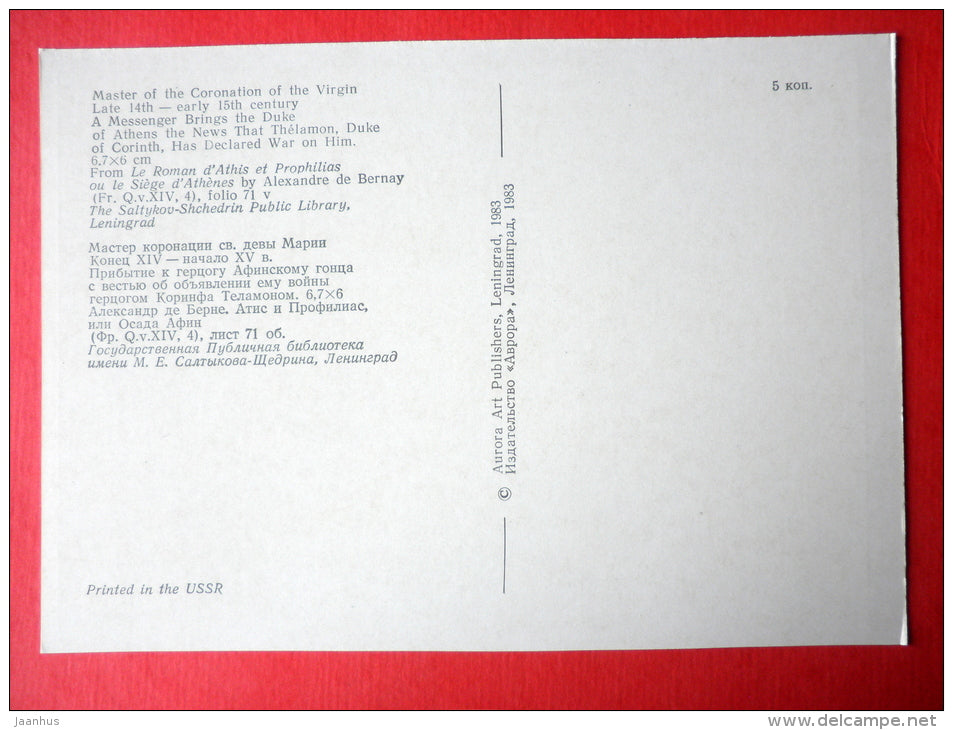 Master of the Coronation of the Virgin
Late 14th — early 15th century
A Messenger Brings the Duke
of Athens the News That Thélamon, Duke
of Corinth, Has Declared War on Him.
6.7×6 cm
From Le Roman d'Athis et Prophilias
ou le Siège d'Athènes by Alexandre de Bernay
(Fr. Q.v.XIV, 4), folio 71 v
The Saltykov-Shchedrin Public Library,
Leningrad
Мастер коронации св. девы Марии
Конец XIV — начало XV в.
Прибытие к герцогу Афинскому гонца
с вестью об объявлении ему войны
герцогом Коринфа Теламоном. 6,7×6
Александр де Берне. Атис и Профилиас,
или Осада Афин
(Фр. Q.v.XIV, 4), лист 71 об.
Государственная Публичная библиотека
имени М. Е. Салтыкова-Щедрина, Ленинград
Printed in the USSR
© Aurora Art Publishers, Leningrad, 1983
Издательство «Аврора», Ленинград, 1983
5 коп.
jaanhus
www.delcampe.net